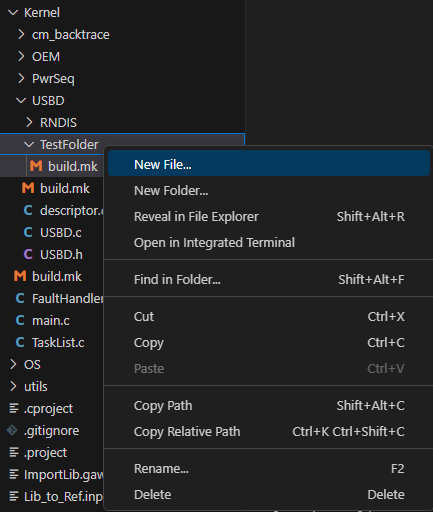 Kernel
cm_backtrace
OEM
PwrSeq
USBD
RNDIS
TestFolder
M build.mk
M build.mk
C descriptor.
C USBD.c
C USBD.h
M build.mk
C FaultHandler
C main.c
C TaskList.c
OS
utils
.cproject
.gitignore
.project
ImportLib.gaw
Lib_to_Ref.inp
New File...
New Folder...
Reveal in File Explorer Shift+Alt+R
Open in Integrated Terminal
Find in Folder... Shift+Alt+F
Cut Ctrl+X
Copy Ctrl+C
Paste Ctrl+V
Copy Path Shift+Alt+C
Copy Relative Path Ctrl+K Ctrl+Shift+C
Rename... F2
Delete Delete